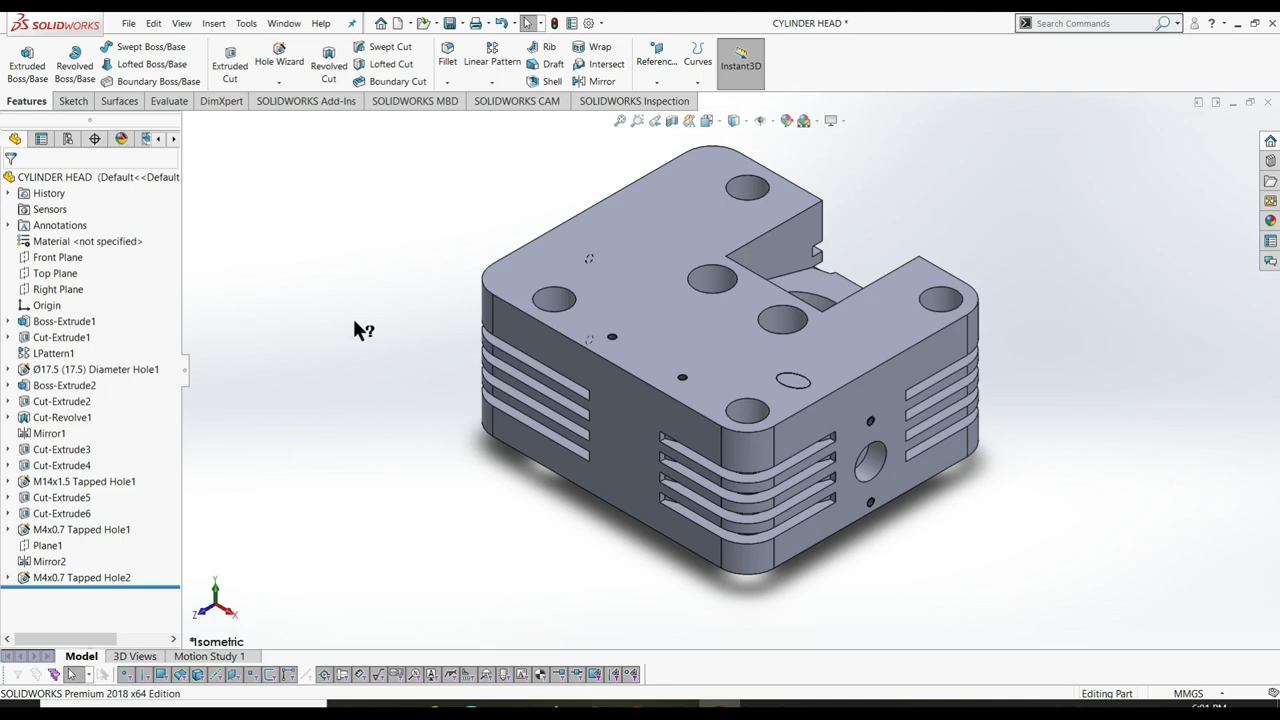 SOLIDWORKS File Edit View Insert Tools Window Help CYLINDER HEAD * Search Commands ?
Extruded Boss/Base
Revolved Boss/Base
Swept Boss/Base
Lofted Boss/Base
Boundary Boss/Base
Extruded Cut
Hole Wizard
Revolved Cut
Swept Cut
Lofted Cut
Boundary Cut
Fillet
Linear Pattern
Rib
Draft
Shell
Wrap
Intersect
Mirror
Referenc...
Curves
Instant3D
Features Sketch Surfaces Evaluate DimXpert SOLIDWORKS Add-Ins SOLIDWORKS MBD SOLIDWORKS CAM SOLIDWORKS Inspection
CYLINDER HEAD (Default<<Default
History
Sensors
Annotations
Material <not specified>
Front Plane
Top Plane
Right Plane
Origin
Boss-Extrude1
Cut-Extrude1
LPattern1
Ø17.5 (17.5) Diameter Hole1
Boss-Extrude2
Cut-Extrude2
Cut-Revolve1
Mirror1
Cut-Extrude3
Cut-Extrude4
M14x1.5 Tapped Hole1
Cut-Extrude5
Cut-Extrude6
M4x0.7 Tapped Hole1
Plane1
Mirror2
M4x0.7 Tapped Hole2
Y
Z
X
*Isometric
Model 3D Views Motion Study 1
SOLIDWORKS Premium 2018 x64 Edition Editing Part MMGS